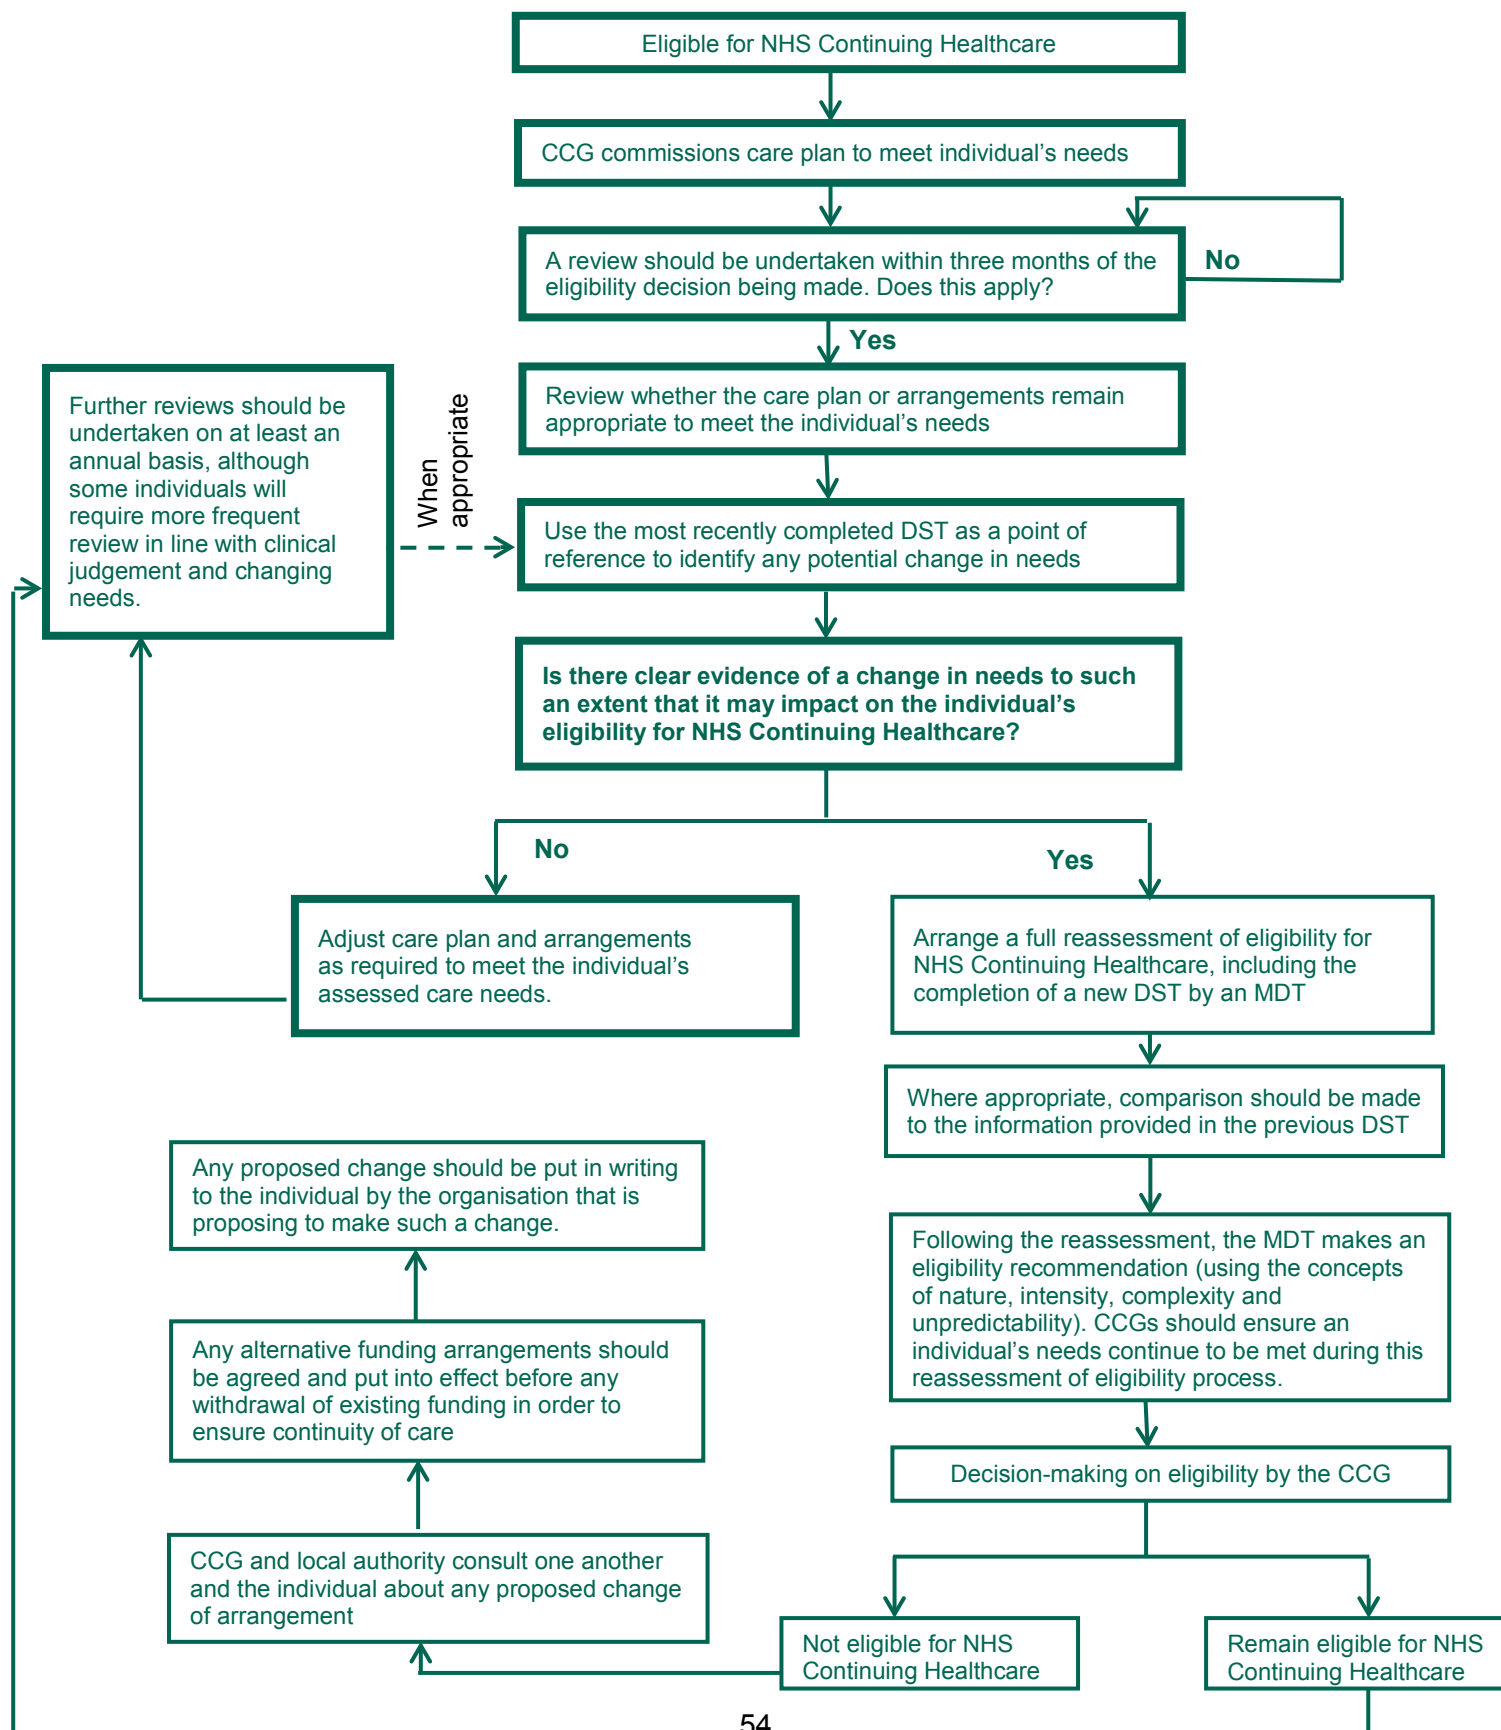 Eligible for NHS Continuing Healthcare
CCG commissions care plan to meet individual’s needs
A review should be undertaken within three months of the
eligibility decision being made. Does this apply?
No
Yes
Review whether the care plan or arrangements remain
appropriate to meet the individual’s needs
Further reviews should be
undertaken on at least an
annual basis, although
some individuals will
require more frequent
review in line with clinical
judgement and changing
needs.
When
appropriate
Use the most recently completed DST as a point of
reference to identify any potential change in needs
Is there clear evidence of a change in needs to such
an extent that it may impact on the individual’s
eligibility for NHS Continuing Healthcare?
No
Yes
Adjust care plan and arrangements
as required to meet the individual’s
assessed care needs.
Arrange a full reassessment of eligibility for
NHS Continuing Healthcare, including the
completion of a new DST by an MDT
Where appropriate, comparison should be made
to the information provided in the previous DST
Any proposed change should be put in writing
to the individual by the organisation that is
proposing to make such a change.
Following the reassessment, the MDT makes an
eligibility recommendation (using the concepts
of nature, intensity, complexity and
unpredictability). CCGs should ensure an
individual’s needs continue to be met during this
reassessment of eligibility process.
Any alternative funding arrangements should
be agreed and put into effect before any
withdrawal of existing funding in order to
ensure continuity of care
Decision-making on eligibility by the CCG
CCG and local authority consult one another
and the individual about any proposed change
of arrangement
Not eligible for NHS
Continuing Healthcare
Remain eligible for NHS
Continuing Healthcare
54